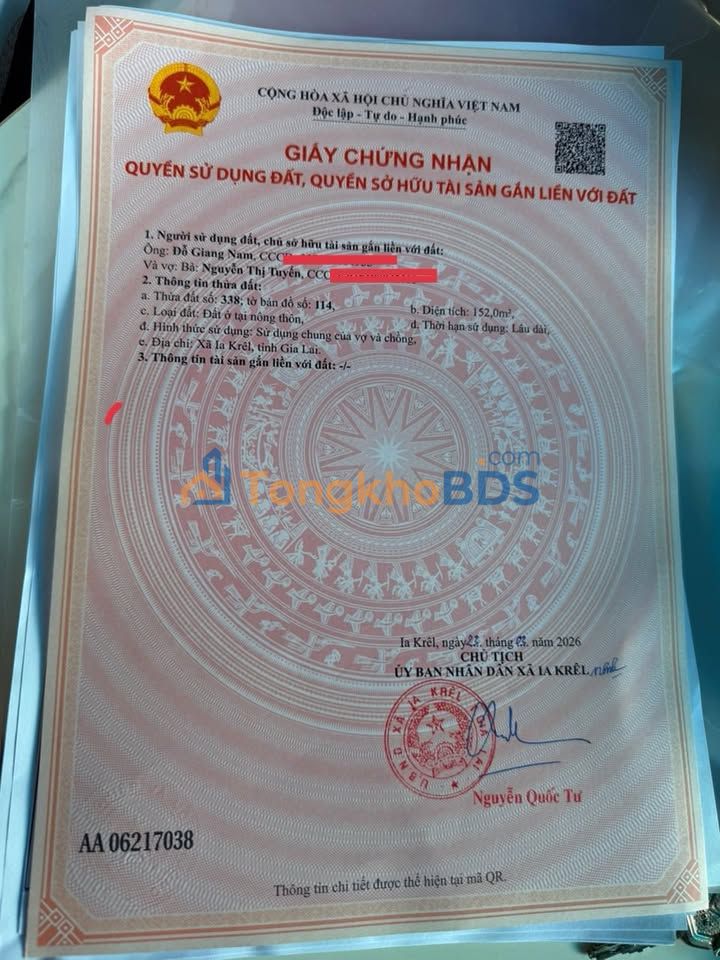 CỘNG HÒA XÃ HỘI CHỦ NGHĨA VIỆT NAM
Độc lập - Tự do - Hạnh phúc
GIẤY CHỨNG NHẬN
QUYỀN SỬ DỤNG ĐẤT, QUYỀN SỞ HỮU TÀI SẢN GẮN LIỀN VỚI ĐẤT
1. Người sử dụng đất, chủ sở hữu tài sản gắn liền với đất:
Ông: Đỗ Giang Nam, CCCD
Và vợ: Bà: Nguyễn Thị Tuyến, CCC
2. Thông tin thửa đất:
a. Thửa đất số: 338; tờ bản đồ số: 114, b. Diện tích: 152,0m²,
c. Loại đất: Đất ở tại nông thôn, d. Thời hạn sử dụng: Lâu dài,
đ. Hình thức sử dụng: Sử dụng chung của vợ và chồng,
e. Địa chỉ: Xã Ia Krêl, tỉnh Gia Lai.
3. Thông tin tài sản gắn liền với đất: -/-
TongkhoBDS.com
Ia Krêl, ngày tháng năm 2026
CHỦ TỊCH
ỦY BAN NHÂN DÂN XÃ IA KRÊL
U.B.N.D XÃ IA KRÊL
Nguyễn Quốc Tư
AA 06217038
Thông tin chi tiết được thể hiện tại mã QR.